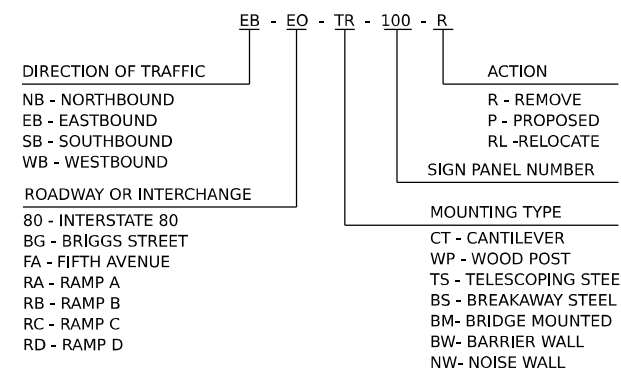 EB - EO - TR - 100 - R
DIRECTION OF TRAFFIC
NB - NORTHBOUND
EB - EASTBOUND
SB - SOUTHBOUND
WB - WESTBOUND
ROADWAY OR INTERCHANGE
80 - INTERSTATE 80
BG - BRIGGS STREET
FA - FIFTH AVENUE
RA - RAMP A
RB - RAMP B
RC - RAMP C
RD - RAMP D
ACTION
R - REMOVE
P - PROPOSED
RL -RELOCATE
SIGN PANEL NUMBER
MOUNTING TYPE
CT - CANTILEVER
WP - WOOD POST
TS - TELESCOPING STEE
BS - BREAKAWAY STEEL
BM- BRIDGE MOUNTED
BW- BARRIER WALL
NW- NOISE WALL